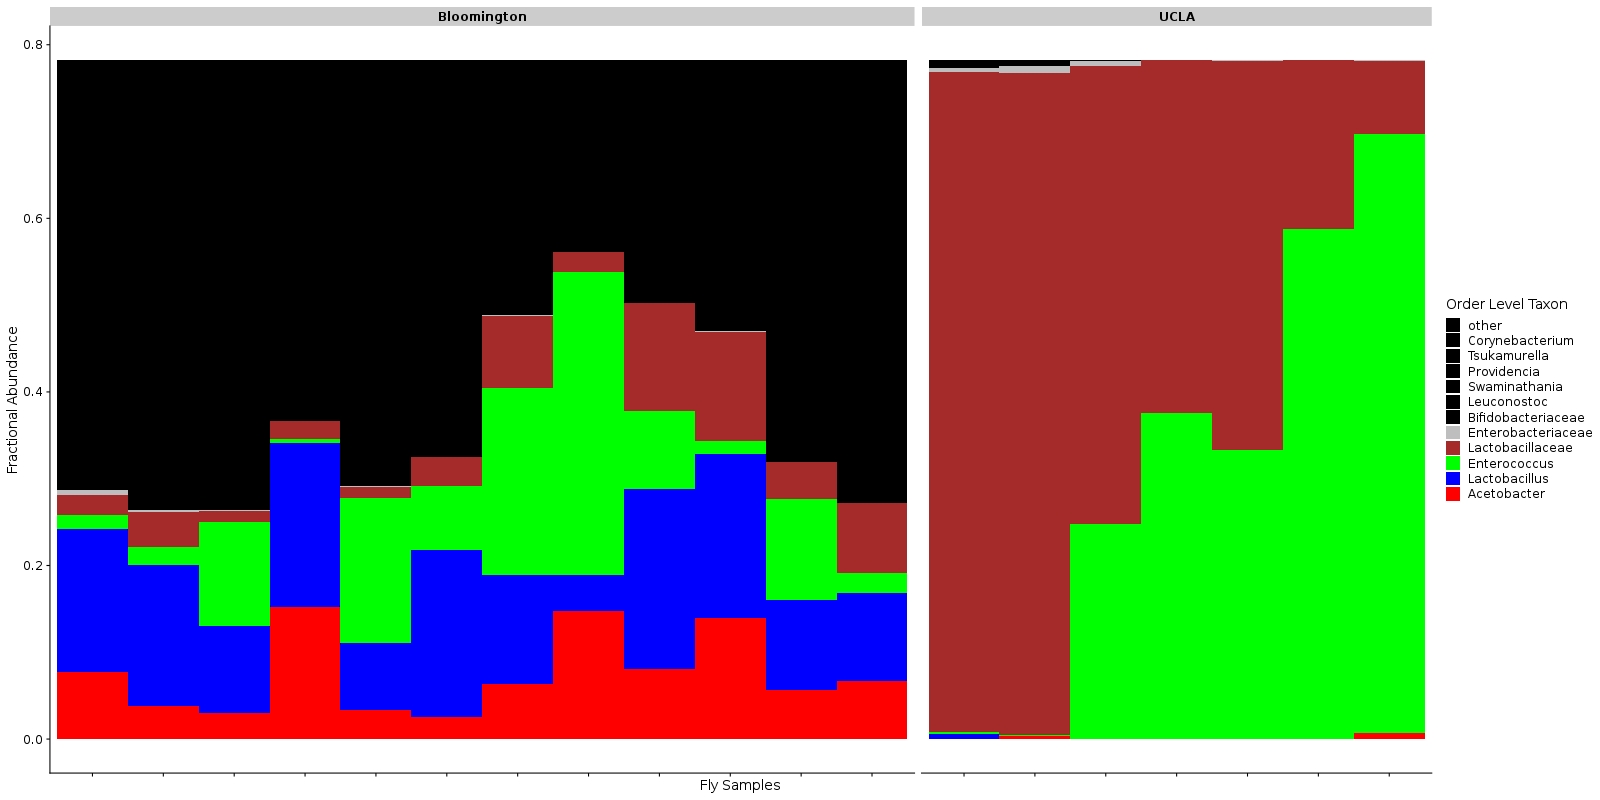 Bloomington
UCLA
0.8
0.6
0.4
0.2
0.0
Fractional Abundance
Fly Samples
Order Level Taxon
other
Corynebacterium
Tsukamurella
Providencia
Swaminathania
Leuconostoc
Bifidobacteriaceae
Enterobacteriaceae
Lactobacillaceae
Enterococcus
Lactobacillus
Acetobacter